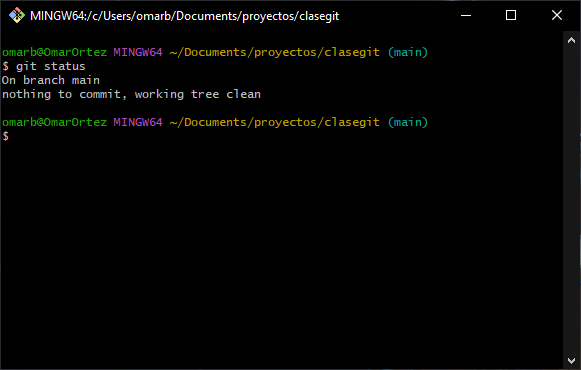 MINGW64:/c/Users/omarb/Documents/proyectos/clasegit
omarb@OmarOrtez MINGW64 ~/Documents/proyectos/clasegit (main)
$ git status
On branch main
nothing to commit, working tree clean
omarb@OmarOrtez MINGW64 ~/Documents/proyectos/clasegit (main)
$